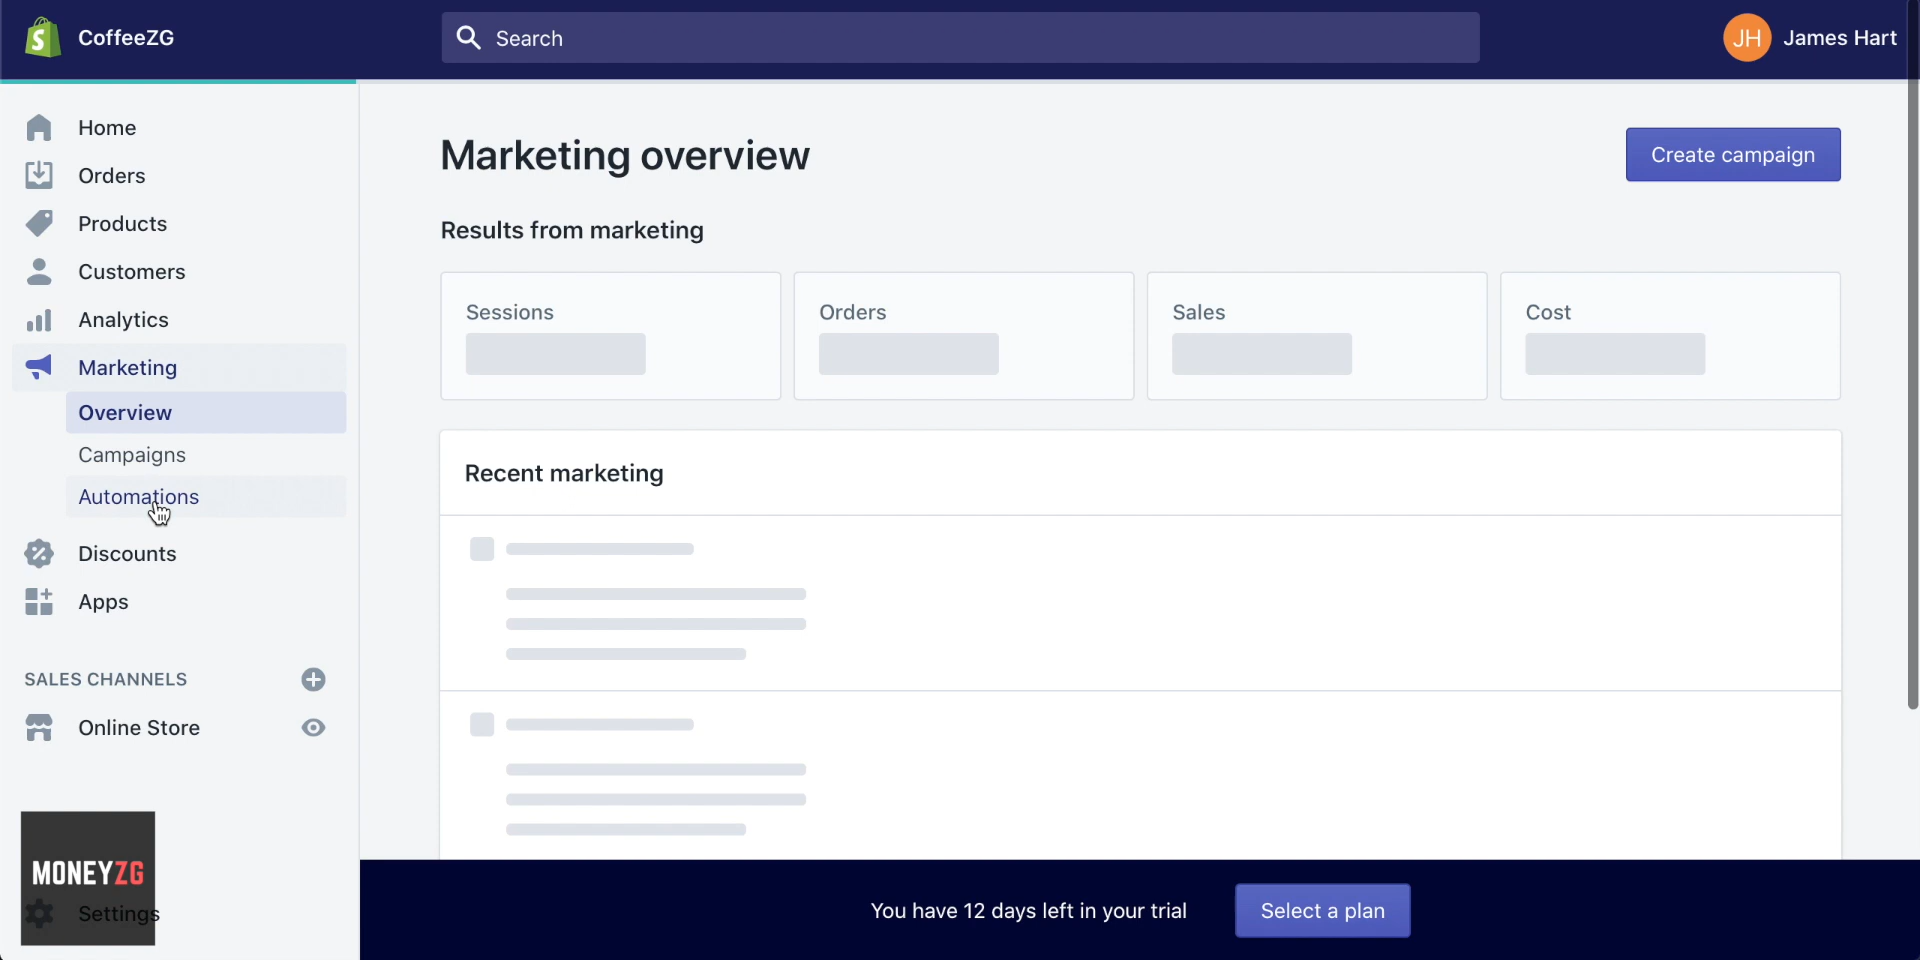 CoffeeZG
Search
JH
James Hart
Home
Orders
Products
Customers
Analytics
Marketing
Overview
Campaigns
Automations
Discounts
Apps
SALES CHANNELS
Online Store
MONEYZG
Settings
Marketing overview
Create campaign
Results from marketing
Sessions
Orders
Sales
Cost
Recent marketing
You have 12 days left in your trial
Select a plan